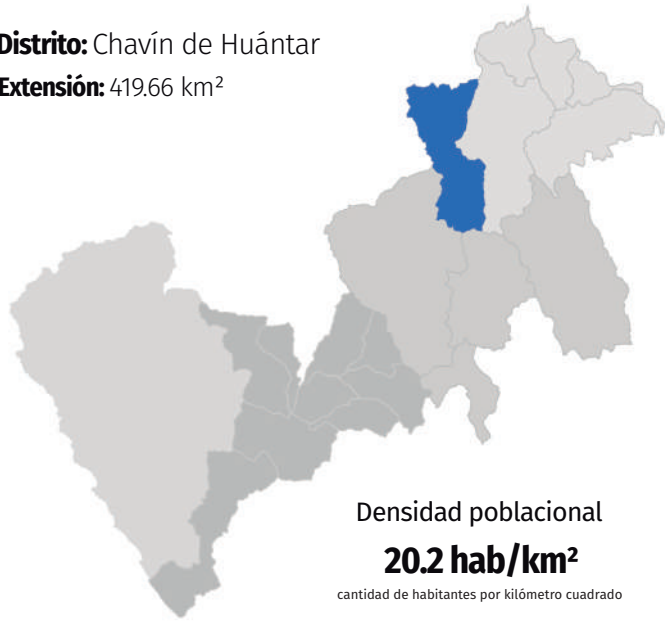 Distrito: Chavín de Huántar
Extensión: 419.66 km²
Densidad poblacional
20.2 hab/km²
cantidad de habitantes por kilómetro cuadrado